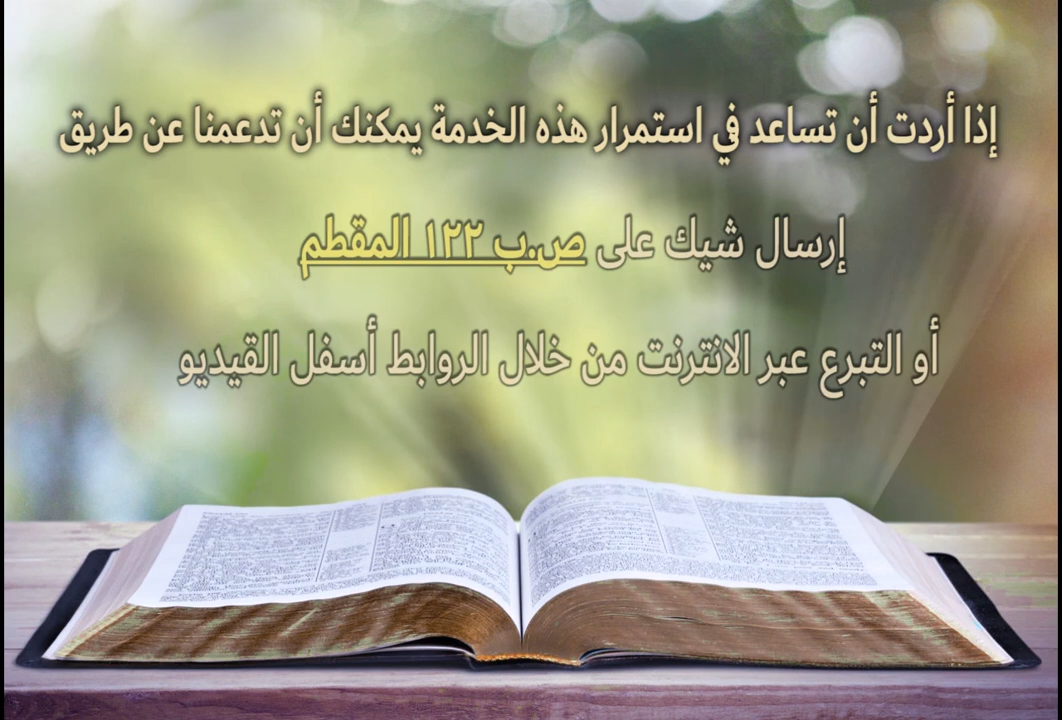 إذا أردت أن تساعد في استمرار هذه الخدمة يمكنك أن تدعمنا عن طريق
إرسال شيك على ص.ب ١٢٢ المقطم
أو التبرع عبر الانترنت من خلال الروابط أسفل الڤيديو